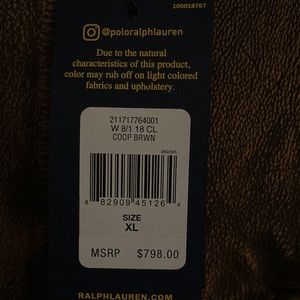 100018767
@poloralphlauren
Due to the natural
characteristics of this product,
color may rub off on light colored
fabrics and upholstery.
211717764001
W 8/1 18 CL
COOP BRWN
8 82909 45126 4
SIZE
XL
MSRP $798.00
RALPHLAUREN.COM